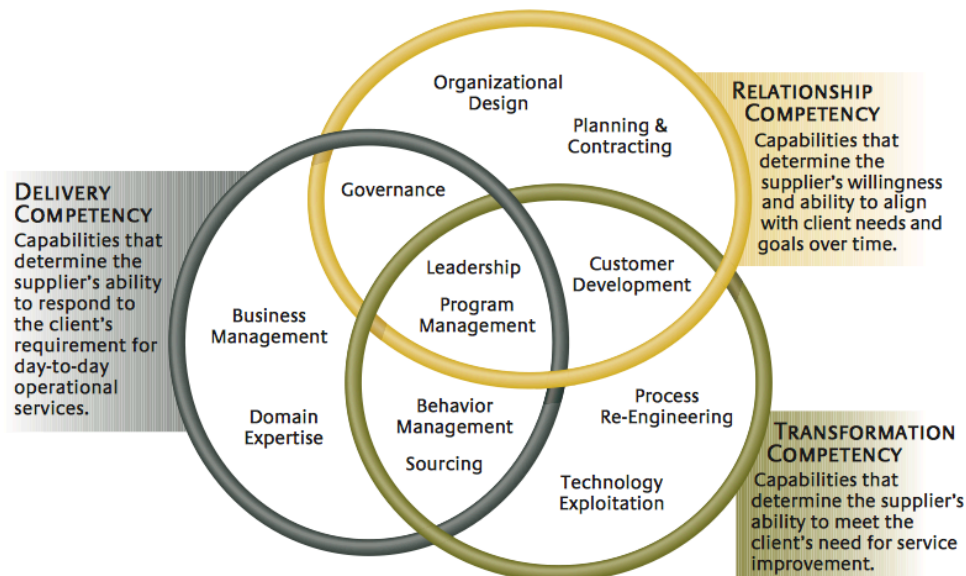 Organizational
Design
Planning &
Contracting
RELATIONSHIP
COMPETENCY
Capabilities that
determine the
supplier's willingness
and ability to align
with client needs and
goals over time.
DELIVERY
COMPETENCY
Capabilities that
determine the
supplier's ability
to respond to
the client's
requirement for
day-to-day
operational
services.
Governance
Leadership
Program
Management
Customer
Development
Business
Management
Domain
Expertise
Behavior
Management
Sourcing
Process
Re-Engineering
Technology
Exploitation
TRANSFORMATION
COMPETENCY
Capabilities that
determine the supplier's
ability to meet the
client's need for service
improvement.